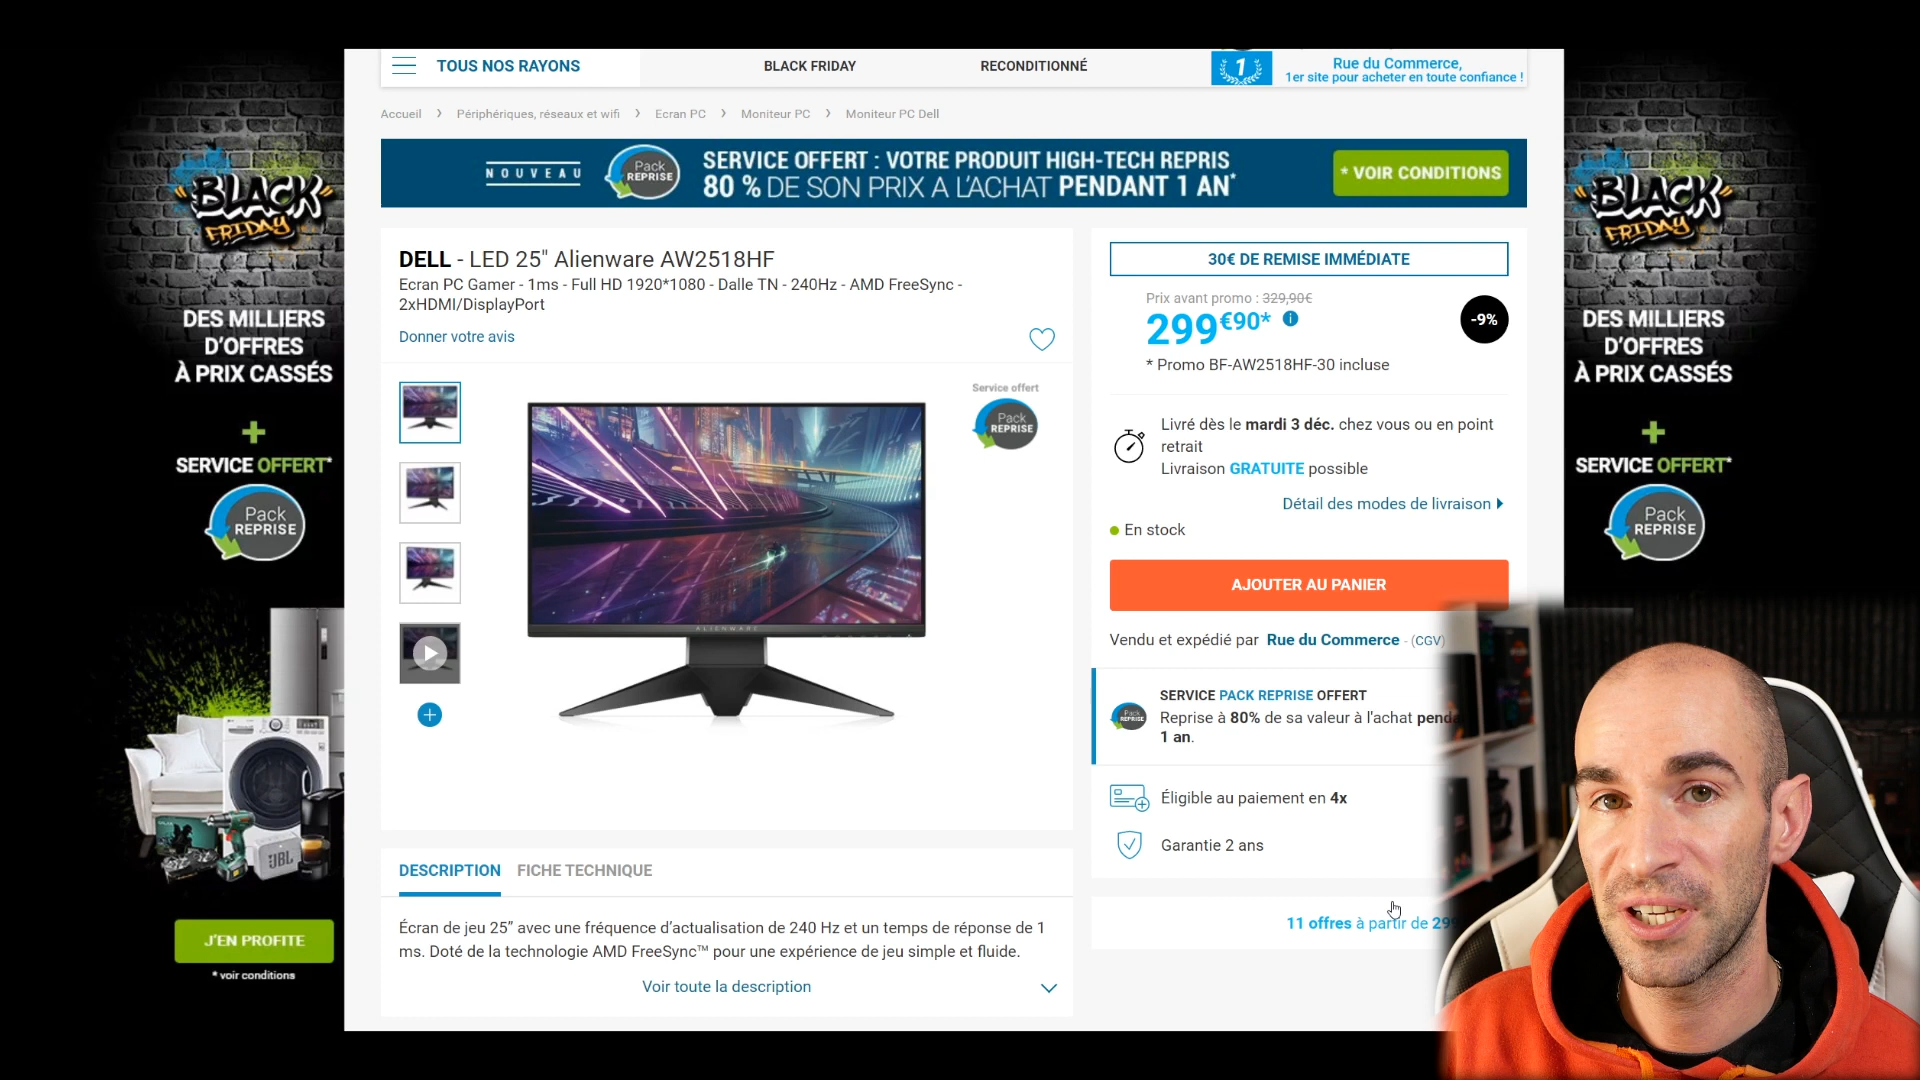 TOUS NOS RAYONS
BLACK FRIDAY
RECONDITIONNÉ
1
Rue du Commerce,
1er site pour acheter en toute confiance !
Accueil > Périphériques, réseaux et wifi > Ecran PC > Moniteur PC > Moniteur PC Dell
NOUVEAU
Pack
REPRISE
SERVICE OFFERT : VOTRE PRODUIT HIGH-TECH REPRIS
80 % DE SON PRIX A L'ACHAT PENDANT 1 AN*
* VOIR CONDITIONS
BLACK
FRIDAY
DES MILLIERS
D'OFFRES
À PRIX CASSÉS
+
SERVICE OFFERT*
Pack
REPRISE
JBL
J'EN PROFITE
* voir conditions
DELL - LED 25" Alienware AW2518HF
Ecran PC Gamer - 1ms - Full HD 1920*1080 - Dalle TN - 240Hz - AMD FreeSync -
2xHDMI/DisplayPort
Donner votre avis
Service offert
Pack
REPRISE
ALIENWARE
DESCRIPTION
FICHE TECHNIQUE
Écran de jeu 25” avec une fréquence d'actualisation de 240 Hz et un temps de réponse de 1
ms. Doté de la technologie AMD FreeSync™ pour une expérience de jeu simple et fluide.
Voir toute la description
30€ DE REMISE IMMÉDIATE
Prix avant promo : 329,90€
299€90*
-9%
* Promo BF-AW2518HF-30 incluse
Livré dès le mardi 3 déc. chez vous ou en point
retrait
Livraison GRATUITE possible
Détail des modes de livraison
En stock
AJOUTER AU PANIER
Vendu et expédié par Rue du Commerce - (CGV)
SERVICE PACK REPRISE OFFERT
Pack
REPRISE
Reprise à 80% de sa valeur à l'achat penda
1 an.
Éligible au paiement en 4x
Garantie 2 ans
11 offres à partir de 29
BLACK
FRIDAY
DES MILLIERS
D'OFFRES
À PRIX CASSÉS
+
SERVICE OFFERT*
Pack
REPRISE